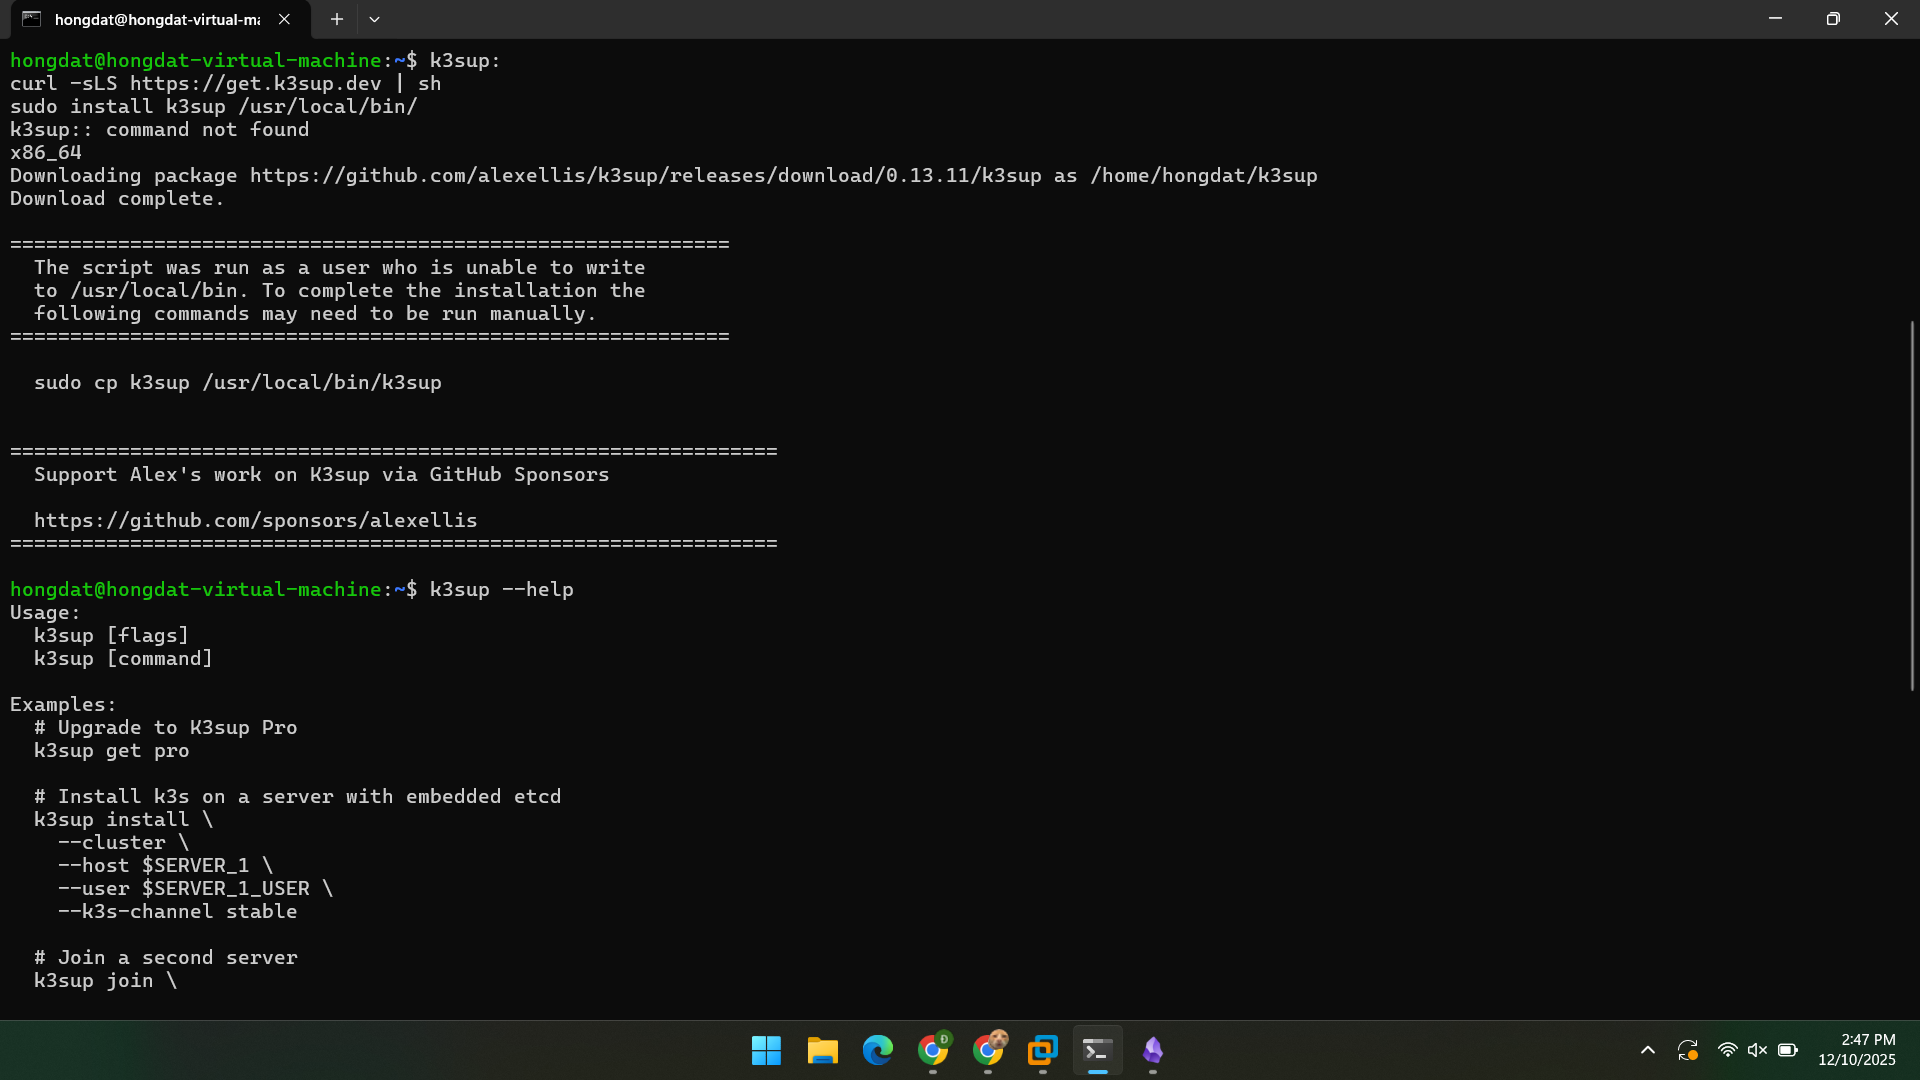 hongdat@hongdat-virtual-ma
hongdat@hongdat-virtual-machine:~$ k3sup:
curl -sLS https://get.k3sup.dev | sh
sudo install k3sup /usr/local/bin/
k3sup:: command not found
x86_64
Downloading package https://github.com/alexellis/k3sup/releases/download/0.13.11/k3sup as /home/hongdat/k3sup
Download complete.
============================================================
The script was run as a user who is unable to write
to /usr/local/bin. To complete the installation the
following commands may need to be run manually.
============================================================
sudo cp k3sup /usr/local/bin/k3sup
================================================================
Support Alex's work on K3sup via GitHub Sponsors
https://github.com/sponsors/alexellis
================================================================
hongdat@hongdat-virtual-machine:~$ k3sup --help
Usage:
k3sup [flags]
k3sup [command]
Examples:
# Upgrade to K3sup Pro
k3sup get pro
# Install k3s on a server with embedded etcd
k3sup install \
--cluster \
--host $SERVER_1 \
--user $SERVER_1_USER \
--k3s-channel stable
# Join a second server
k3sup join \
Đ
2:47 PM
12/10/2025